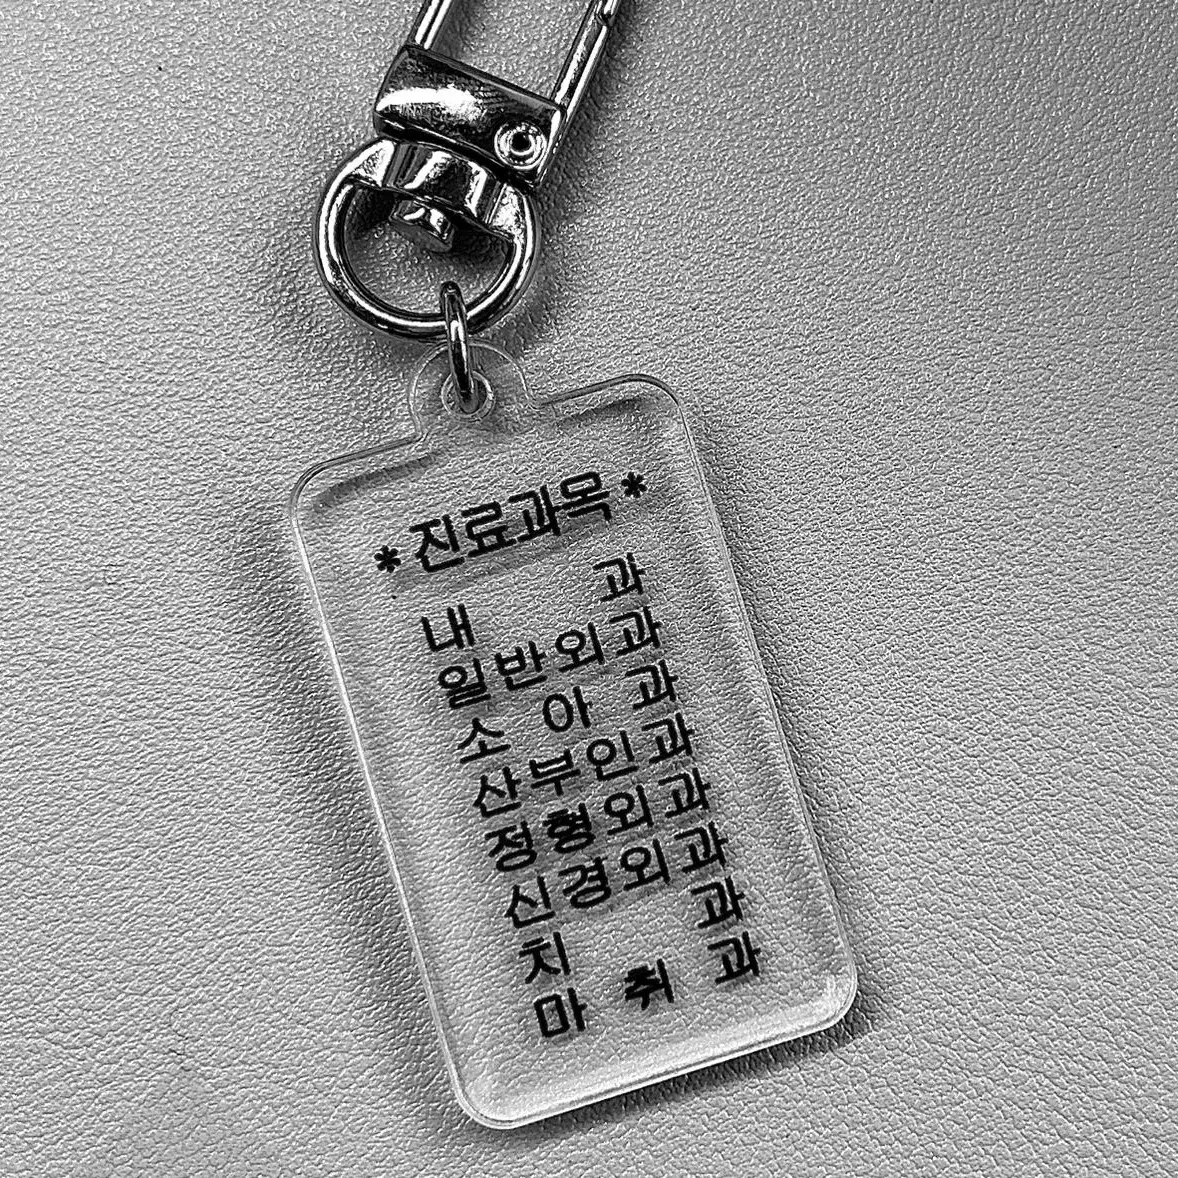 *진료과목*
내 과
일반외과
소 아 과
산부인과
정형외과
신경외과
치 과
마 취 과